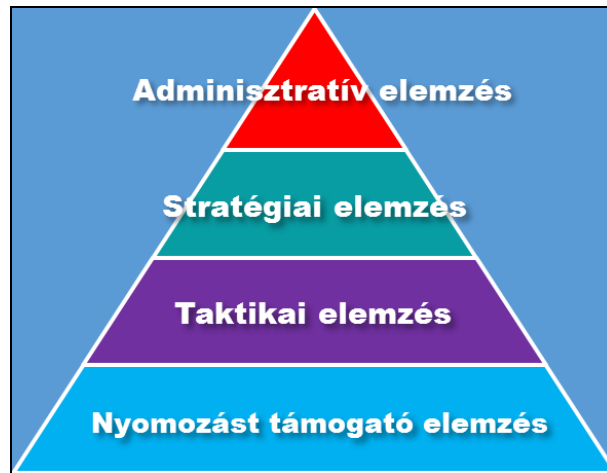 Adminisztratív elemzés
Stratégiai elemzés
Taktikai elemzés
Nyomozást támogató elemzés